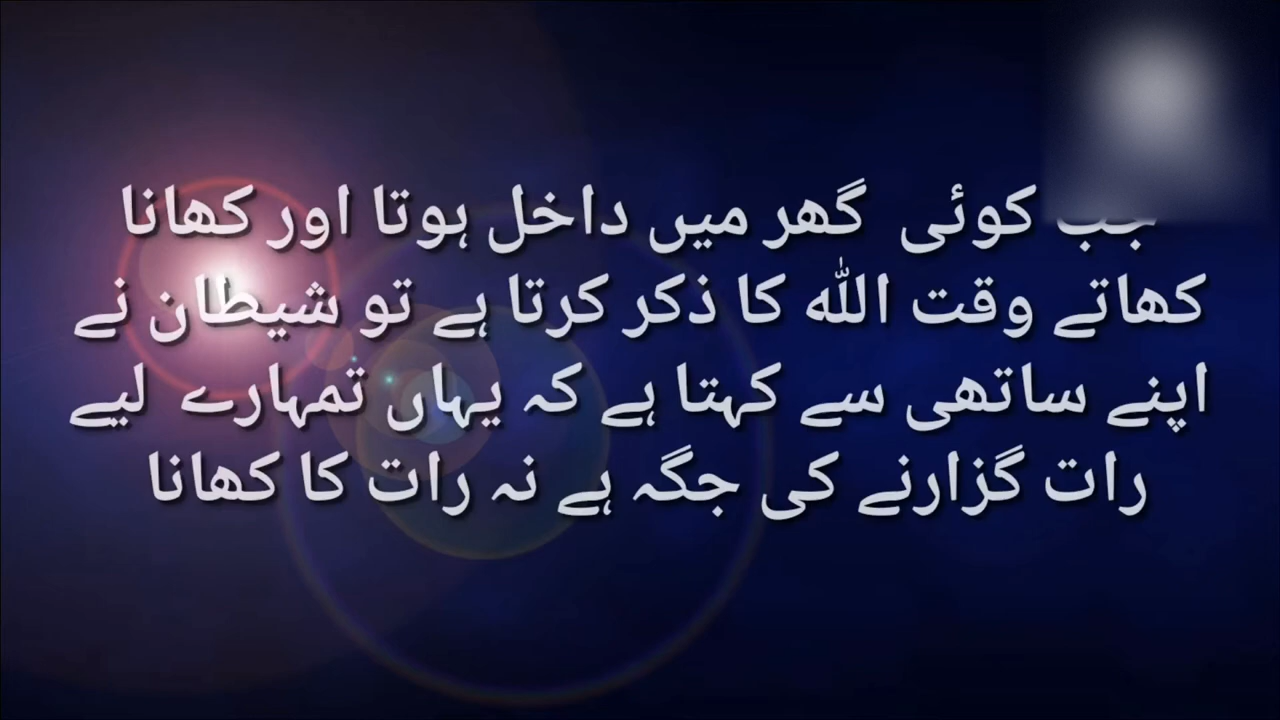 جب کوئی گھر میں داخل ہوتا اور کھانا
کھاتے وقت اللہ کا ذکر کرتا ہے تو شیطان نے
اپنے ساتھی سے کہتا ہے کہ یہاں تمہارے لیے
رات گزارنے کی جگہ ہے نہ رات کا کھانا